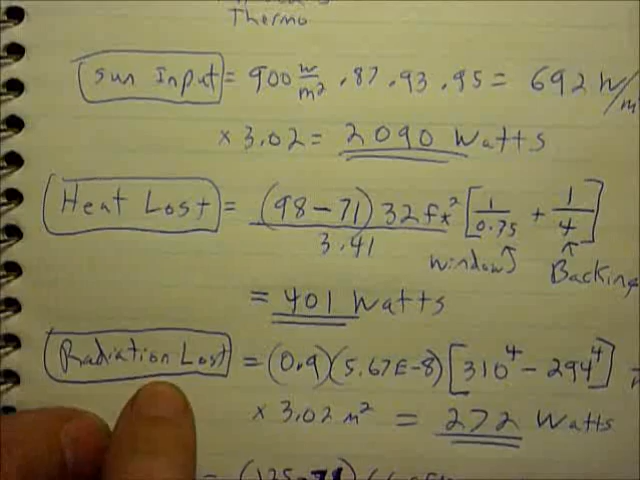 Thermo
Sun Input = 900 W/m² · .87 · .93 · .95 = 692 W/m
× 3.02 = 2090 Watts
Heat Lost = (98-71) 32 ft² / 3.41 [1/0.75 + 1/4]
window Backing
= 401 Watts
Radiation Lost = (0.9)(5.67E-8)[310⁴ - 294⁴]
× 3.02 m² = 272 Watts
= (125-71)